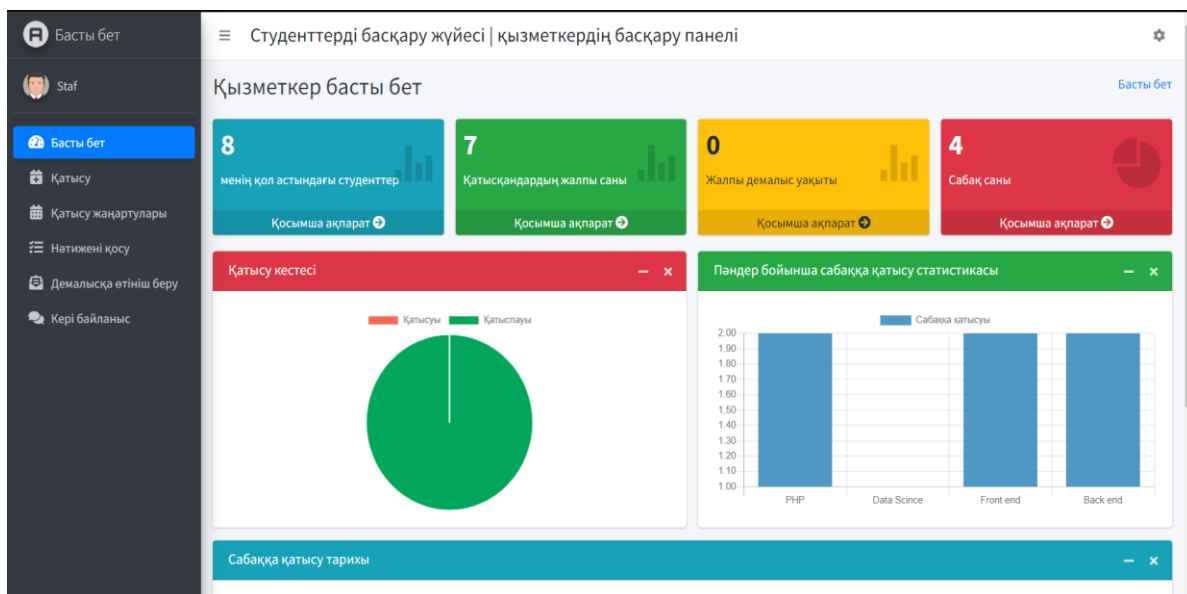 Басты бет
Студенттерді басқару жүйесі | қызметкердің басқару панелі
Staf
Қызметкер басты бет
Басты бет
Басты бет
Қатысу
Қатысу жаңартулары
Нәтижені қосу
Демалысқа өтініш беру
Кері байланыс
8
менің қол астындағы студенттер
Қосымша ақпарат
7
Қатысқандардың жалпы саны
Қосымша ақпарат
0
Жалпы демалыс уақыты
Қосымша ақпарат
4
Сабақ саны
Қосымша ақпарат
Қатысу кестесі
Қатысуы Қатыспауы
Пәндер бойынша сабаққа қатысу статистикасы
Сабаққа қатысуы
2.00
1.90
1.80
1.70
1.60
1.50
1.40
1.30
1.20
1.10
1.00
PHP Data Scince Front end Back end
Сабаққа қатысу тарихы